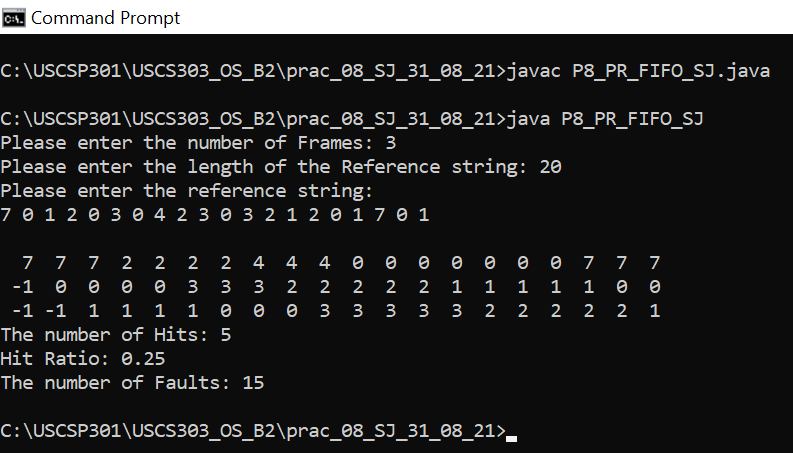 Command Prompt
C:\USCSP301\USCS303_OS_B2\prac_08_SJ_31_08_21>javac P8_PR_FIFO_SJ.java
C:\USCSP301\USCS303_OS_B2\prac_08_SJ_31_08_21>java P8_PR_FIFO_SJ
Please enter the number of Frames: 3
Please enter the length of the Reference string: 20
Please enter the reference string:
7 0 1 2 0 3 0 4 2 3 0 3 2 1 2 0 1 7 0 1
7 7 7 2 2 2 2 4 4 4 0 0 0 0 0 0 0 7 7 7
-1 0 0 0 0 3 3 3 2 2 2 2 2 1 1 1 1 1 0 0
-1 -1 1 1 1 1 0 0 0 3 3 3 3 3 2 2 2 2 2 1
The number of Hits: 5
Hit Ratio: 0.25
The number of Faults: 15
C:\USCSP301\USCS303_OS_B2\prac_08_SJ_31_08_21>